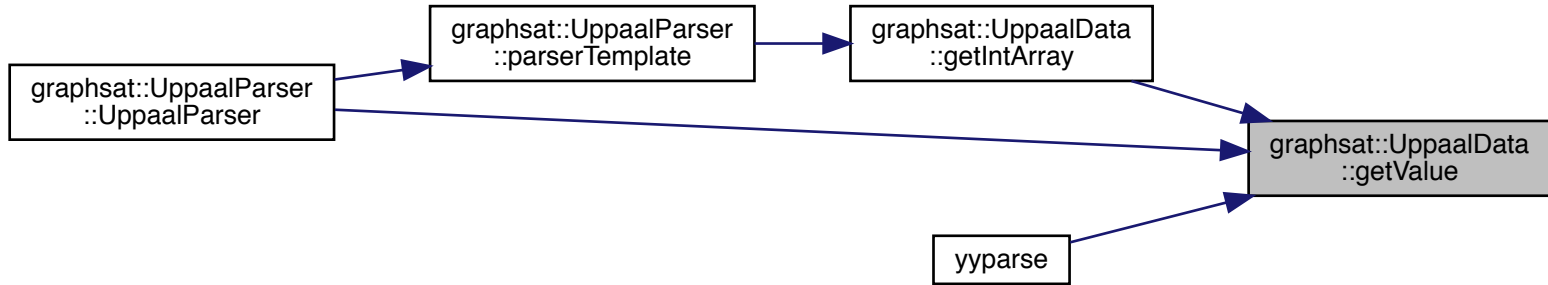 graphsat::UppaalParser
::UppaalParser
graphsat::UppaalParser
::parserTemplate
graphsat::UppaalData
::getIntArray
graphsat::UppaalData
::getValue
yyparse